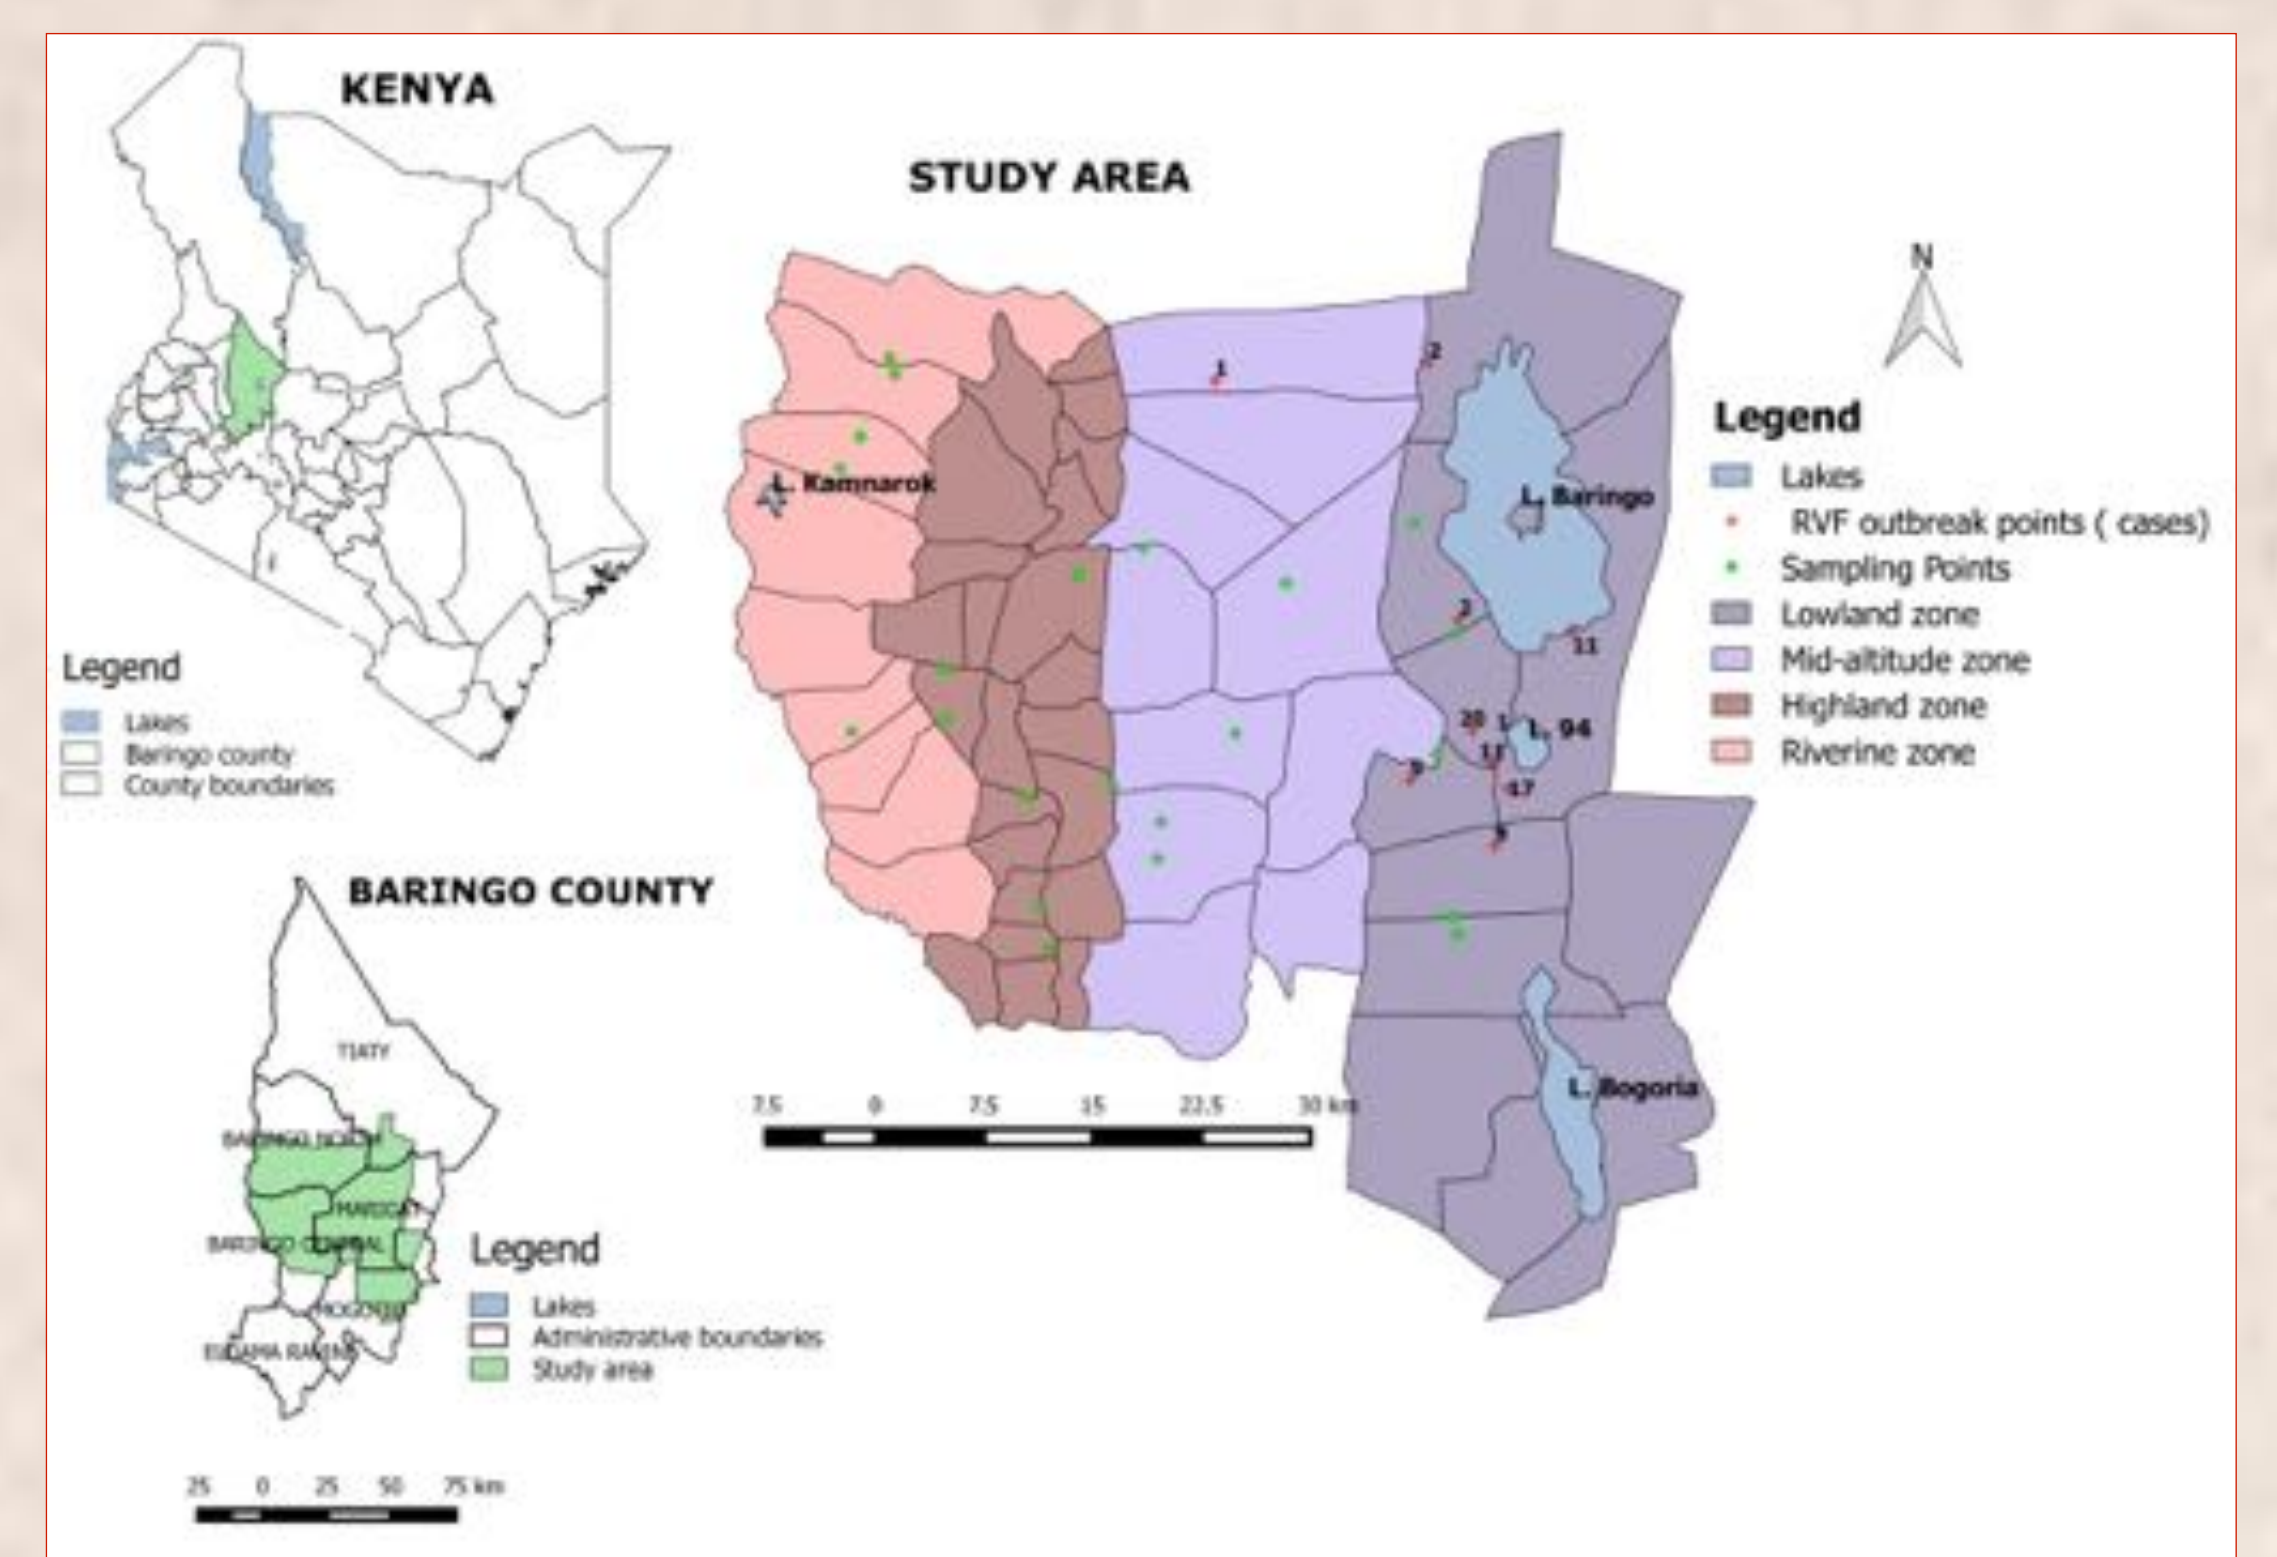 KENYA
Legend
Lakes
Baringo county
County boundaries
STUDY AREA
N
1
2
L. Kamnarok
L. Baringo
2
11
20 1 L. 94
11
9
17
9
L. Bogoria
7.5 0 7.5 15 22.5 30 km
Legend
Lakes
RVF outbreak points ( cases)
Sampling Points
Lowland zone
Mid-altitude zone
Highland zone
Riverine zone
BARINGO COUNTY
TIATY
BARINGO NORTH
BARINGO CENTRAL
Legend
Lakes
Administrative boundaries
Study area
25 0 25 50 75 km